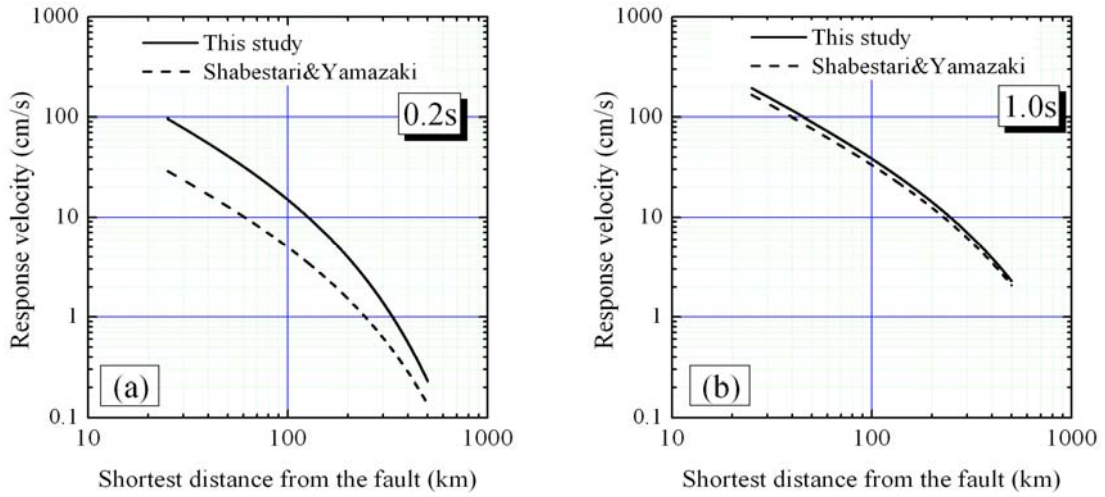 1000
100
10
1
0.1
Response velocity (cm/s)
This study
Shabestari&Yamazaki
0.2s
(a)
10
100
1000
Shortest distance from the fault (km)
1000
100
10
1
0.1
Response velocity (cm/s)
This study
Shabestari&Yamazaki
1.0s
(b)
10
100
1000
Shortest distance from the fault (km)